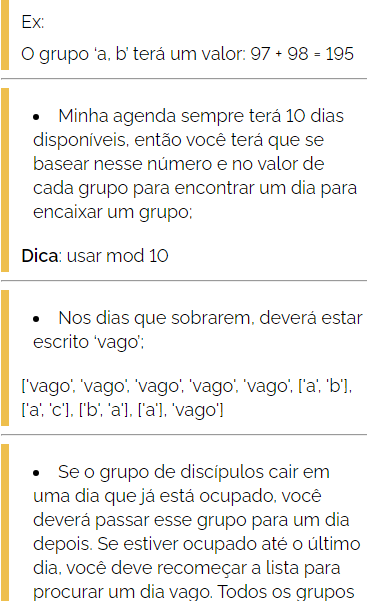 Ex:
O grupo ‘a, b’ terá um valor: 97 + 98 = 195
• Minha agenda sempre terá 10 dias
disponíveis, então você terá que se
basear nesse número e no valor de
cada grupo para encontrar um dia para
encaixar um grupo;
Dica: usar mod 10
• Nos dias que sobrarem, deverá estar
escrito ‘vago’;
['vago', 'vago', 'vago', 'vago', 'vago', ['a', 'b'],
['a', 'c'], ['b', 'a'], ['a'], 'vago']
• Se o grupo de discípulos cair em
uma dia que já está ocupado, você
deverá passar esse grupo para um dia
depois. Se estiver ocupado até o último
dia, você deve recomeçar a lista para
procurar um dia vago. Todos os grupos